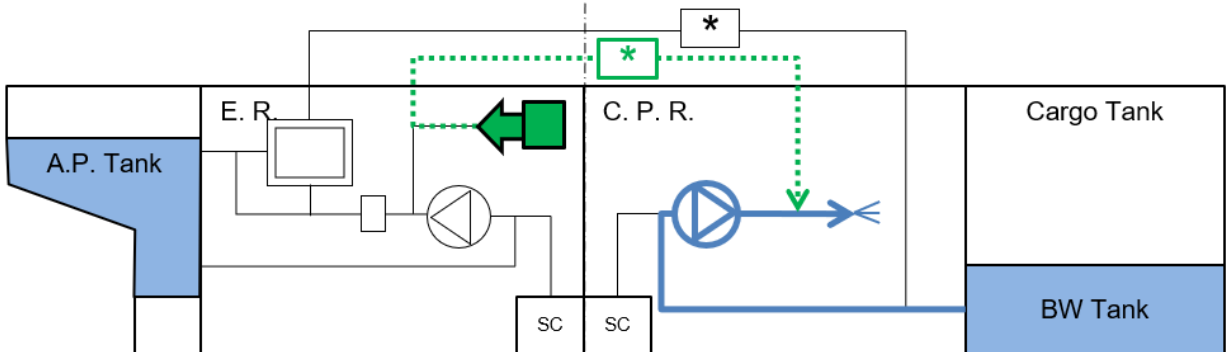 *
*
E. R.
C. P. R.
Cargo Tank
A.P. Tank
BW Tank
SC
SC